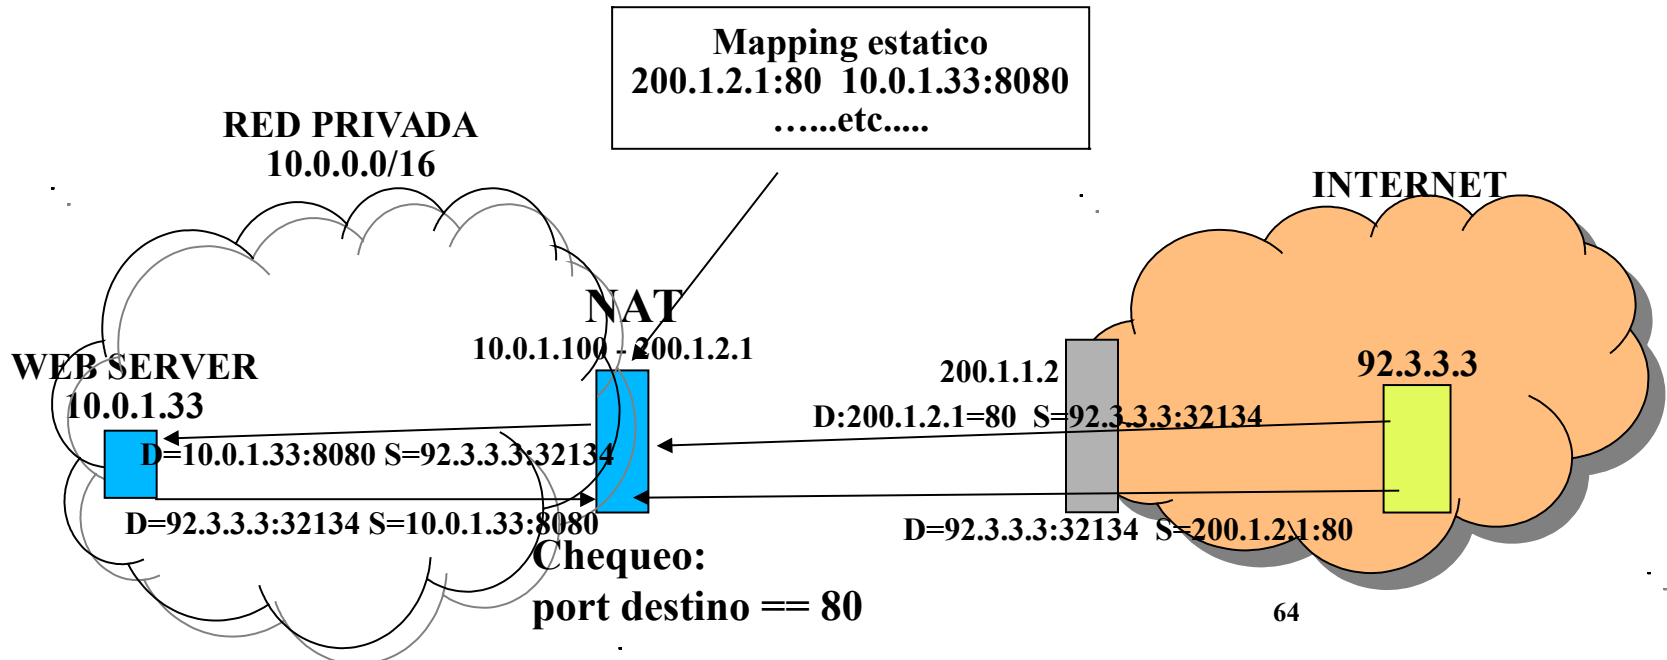 Mapping estatico
200.1.2.1:80 10.0.1.33:8080
…...etc.....
RED PRIVADA
10.0.0.0/16
INTERNET
NAT
10.0.1.100 - 200.1.2.1
WEB SERVER
10.0.1.33
200.1.1.2
92.3.3.3
D:200.1.2.1=80 S=92.3.3.3:32134
D=10.0.1.33:8080 S=92.3.3.3:32134
D=92.3.3.3:32134 S=10.0.1.33:8080
D=92.3.3.3:32134 S=200.1.2.1:80
Chequeo:
port destino == 80
64